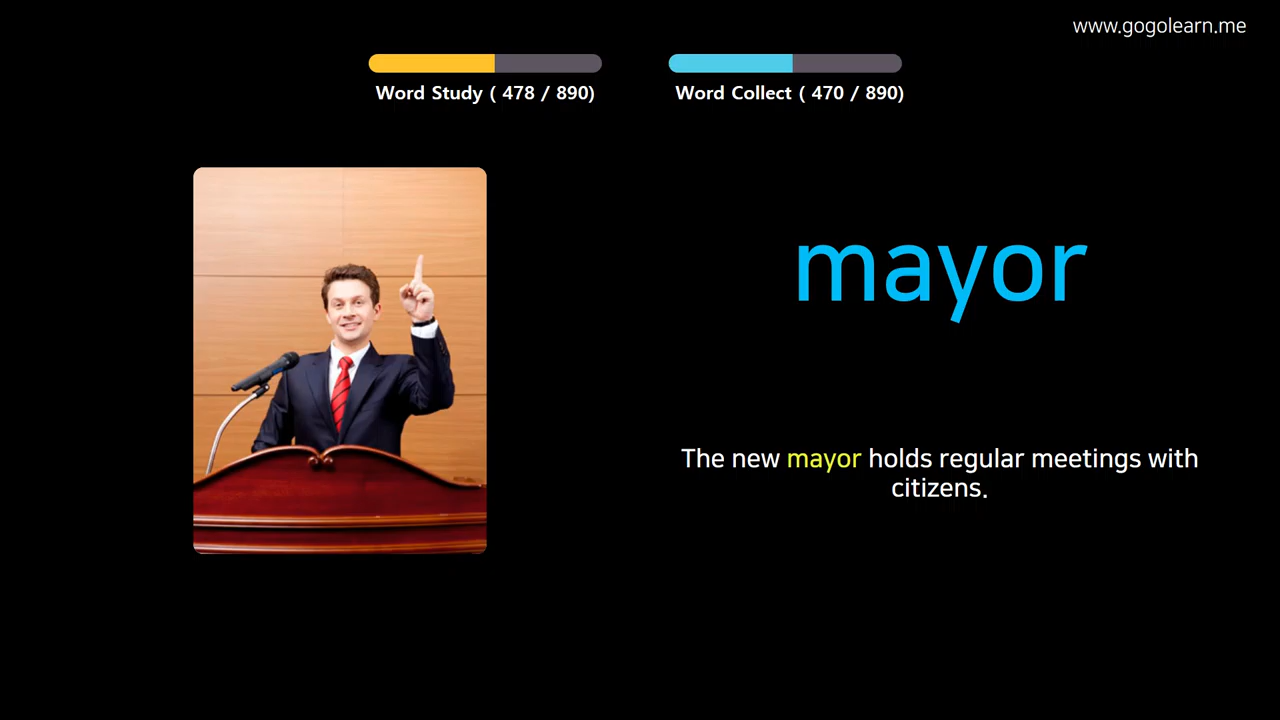 www.gogolearn.me
Word Study ( 478 / 890)
Word Collect ( 470 / 890)
mayor
The new mayor holds regular meetings with
citizens.